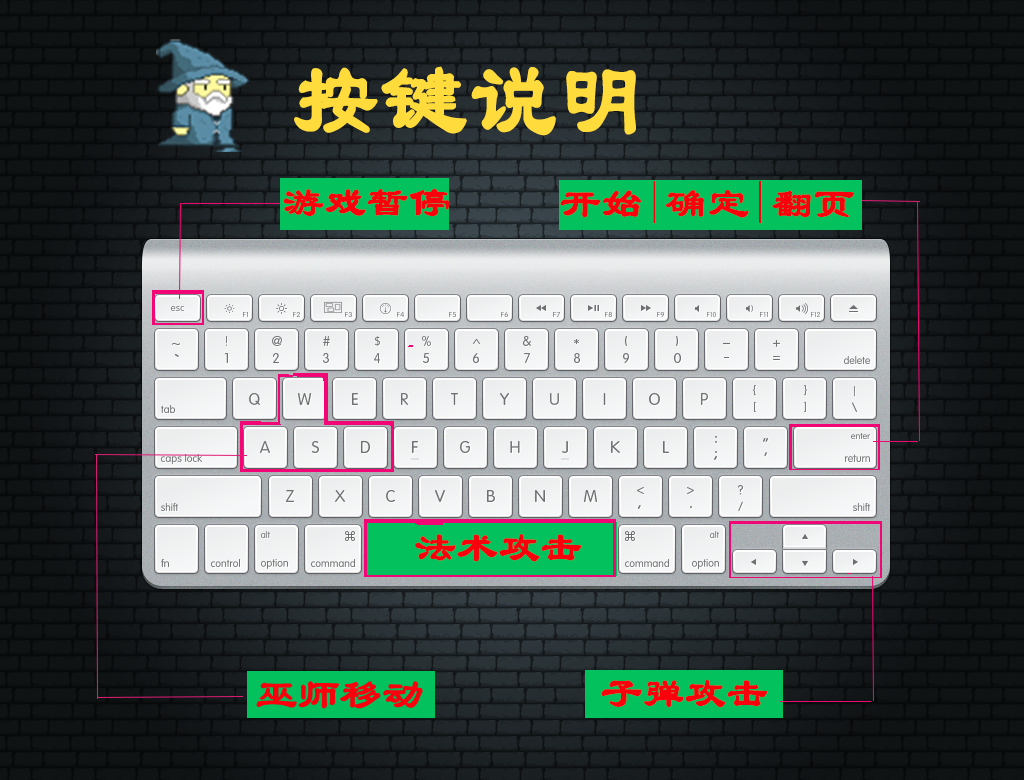 按键说明
游戏暂停
开始 | 确定 | 翻页
esc F1 F2 F3 F4 F5 F6 F7 F8 F9 F10 F11 F12
~ ! @ # $ % ^ & * ( ) — +
` 1 2 3 4 5 6 7 8 9 0 - = delete
tab Q W E R T Y U I O P { [ } ] | \
caps lock A S D F G H J K L : ; " ' enter return
shift Z X C V B N M < , > . ? / shift
fn control alt option ⌘ command 法术攻击 ⌘ command alt option
巫师移动
子弹攻击